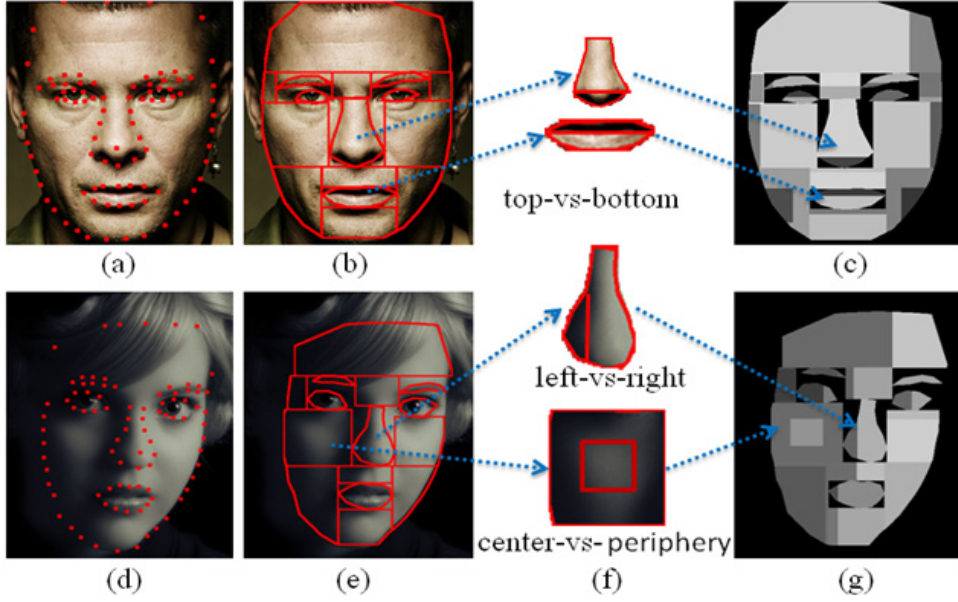 top-vs-bottom
(a)
(b)
(c)
left-vs-right
center-vs- periphery
(d)
(e)
(f)
(g)